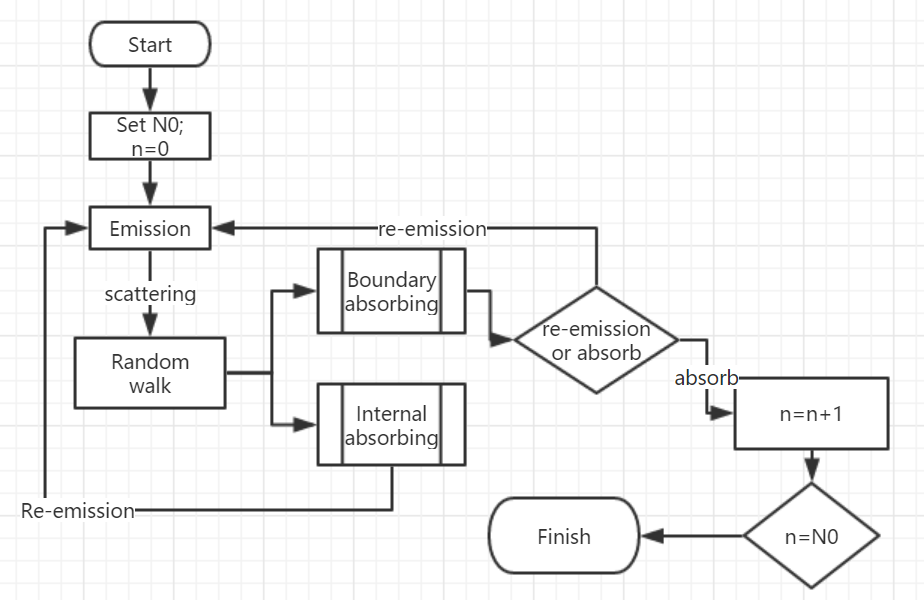 Start
Set N0;
n=0
Emission
re-emission
scattering
Boundary
absorbing
re-emission
or absorb
Random
walk
absorb
Internal
absorbing
n=n+1
Re-emission
Finish
n=N0